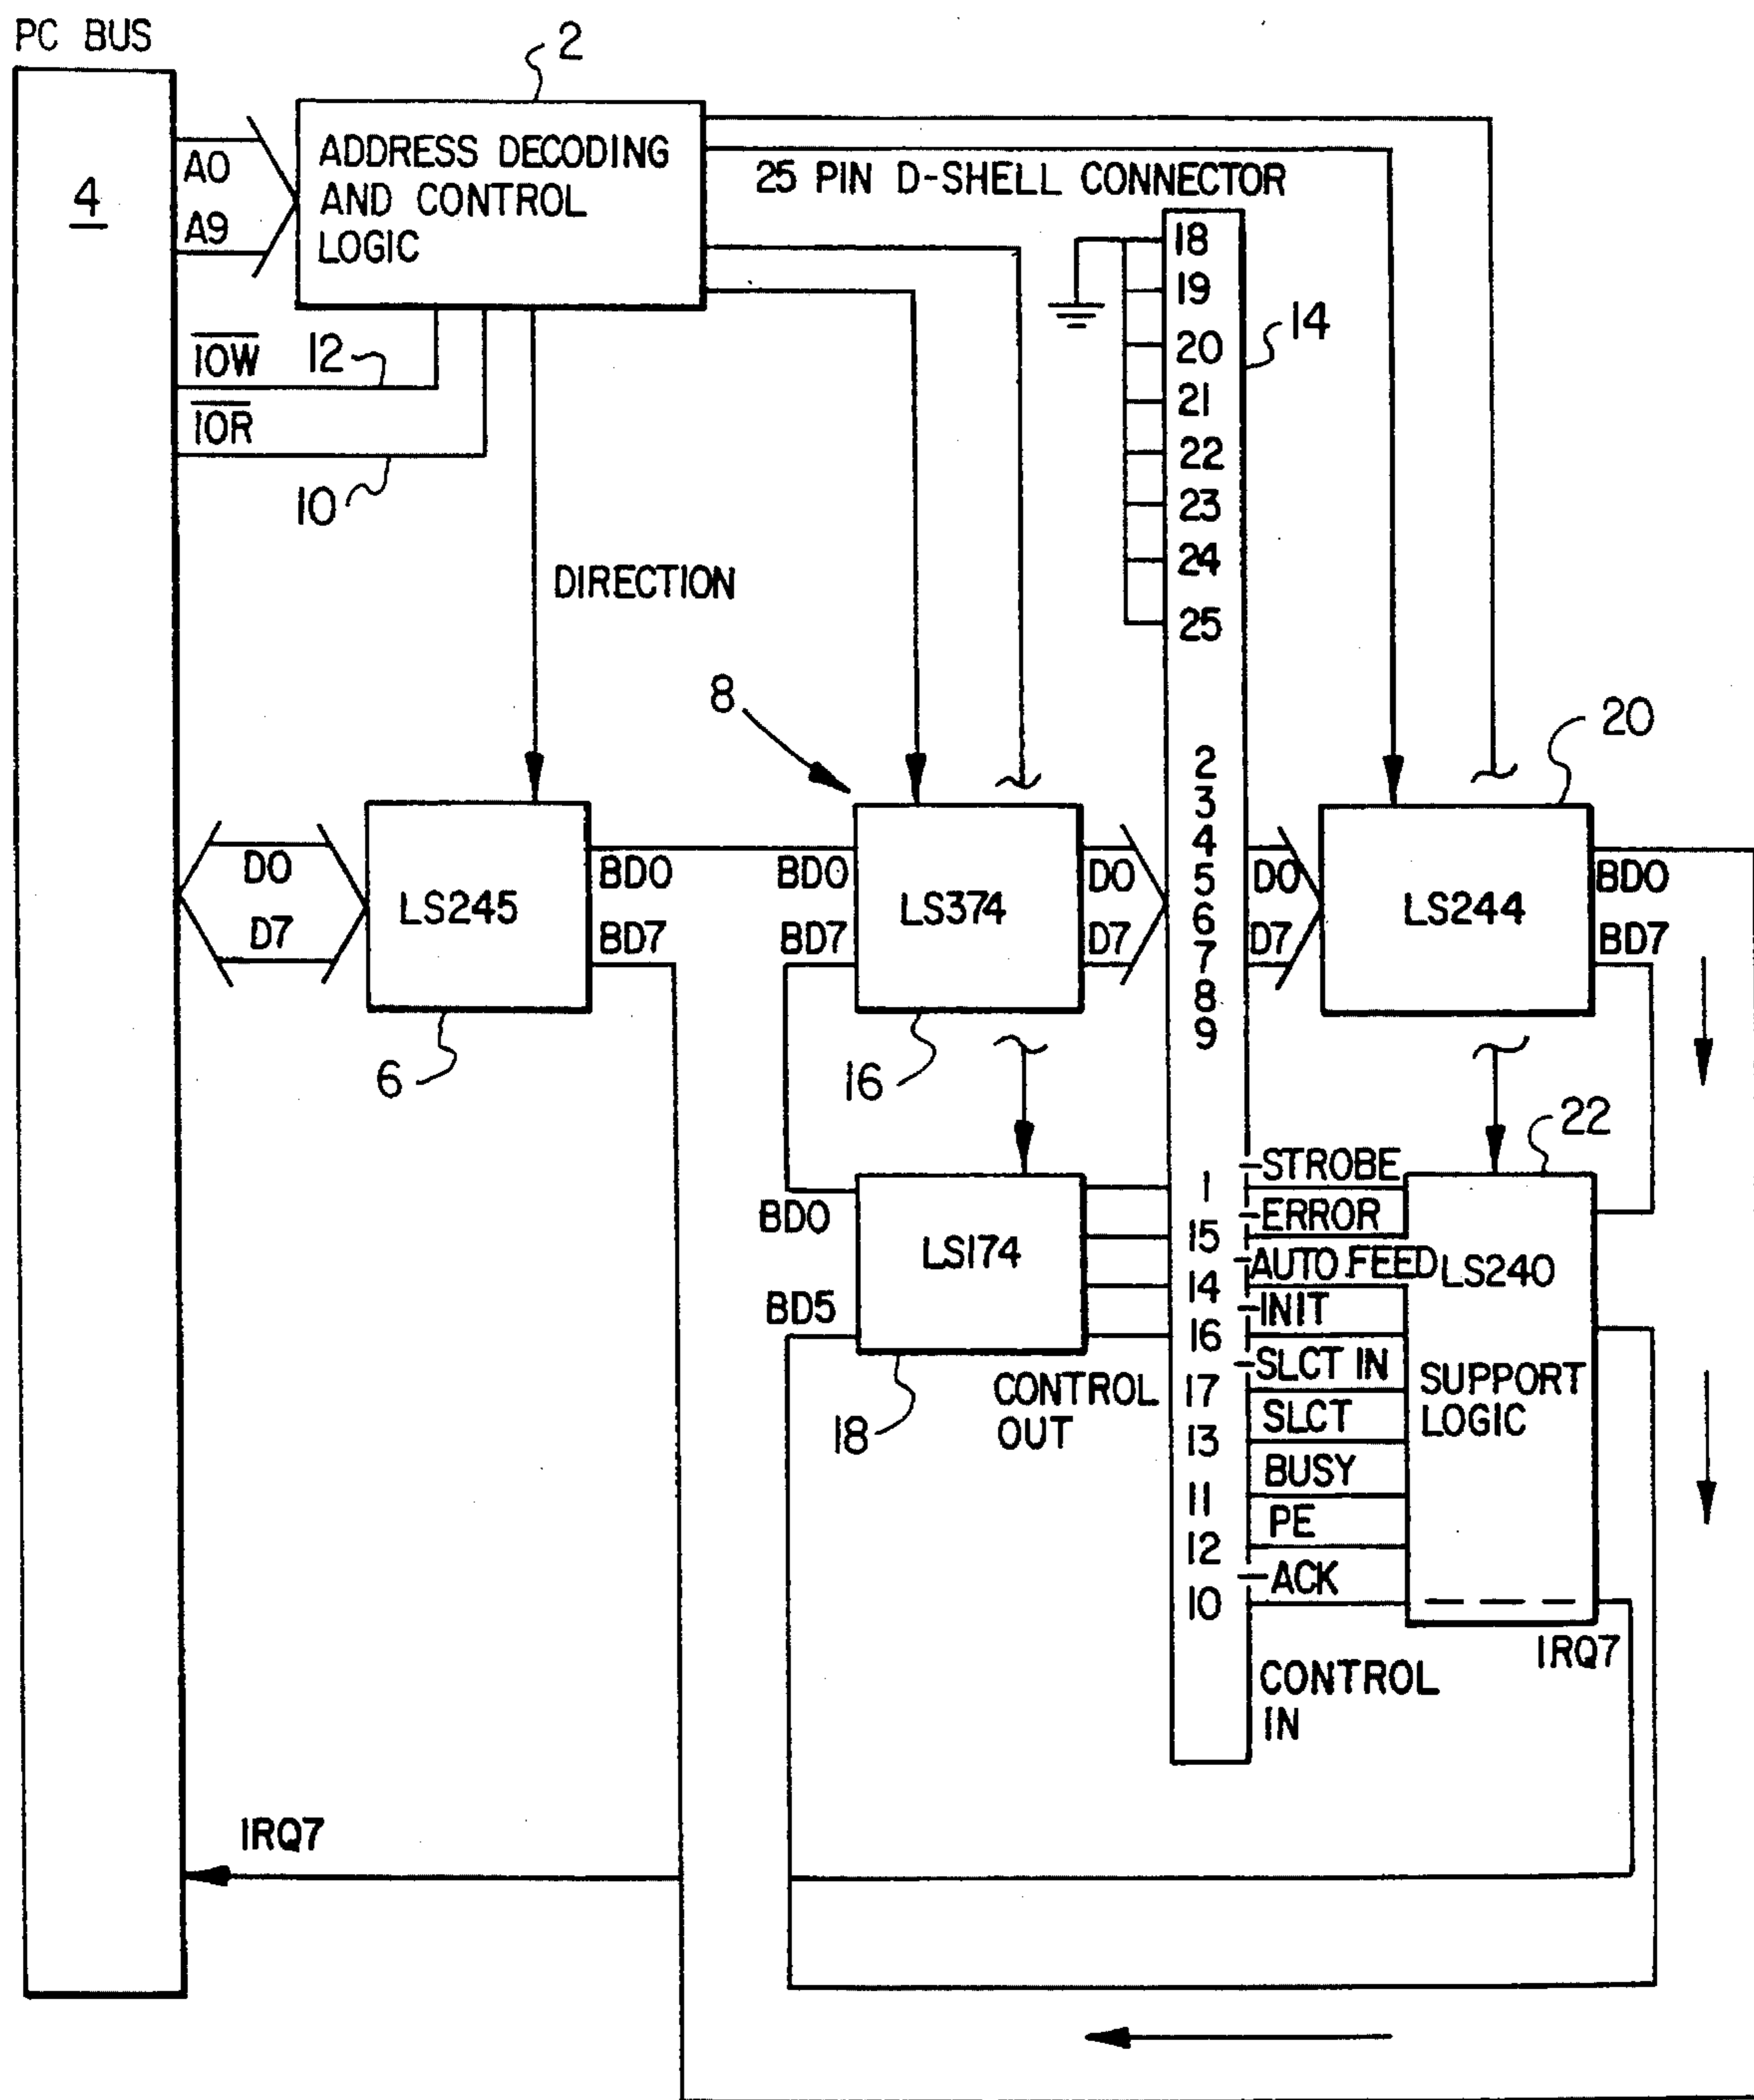 PC BUS
2
4
A0
A9
ADDRESS DECODING
AND CONTROL
LOGIC
25 PIN D-SHELL CONNECTOR
IOW
12
IOR
10
14
18
19
20
21
22
23
24
25
DIRECTION
8
20
2
3
4
5
6
7
8
9
D0
D7
LS245
BD0
BD7
BD0
BD7
LS374
D0
D7
D0
D7
LS244
BD0
BD7
6
16
22
BD0
BD5
LS174
18
CONTROL
OUT
1
15
14
16
17
13
11
12
10
-STROBE
-ERROR
-AUTO FEED
-INIT
-SLCT IN
SLCT
BUSY
PE
-ACK
LS240
SUPPORT
LOGIC
IRQ7
CONTROL
IN
IRQ7